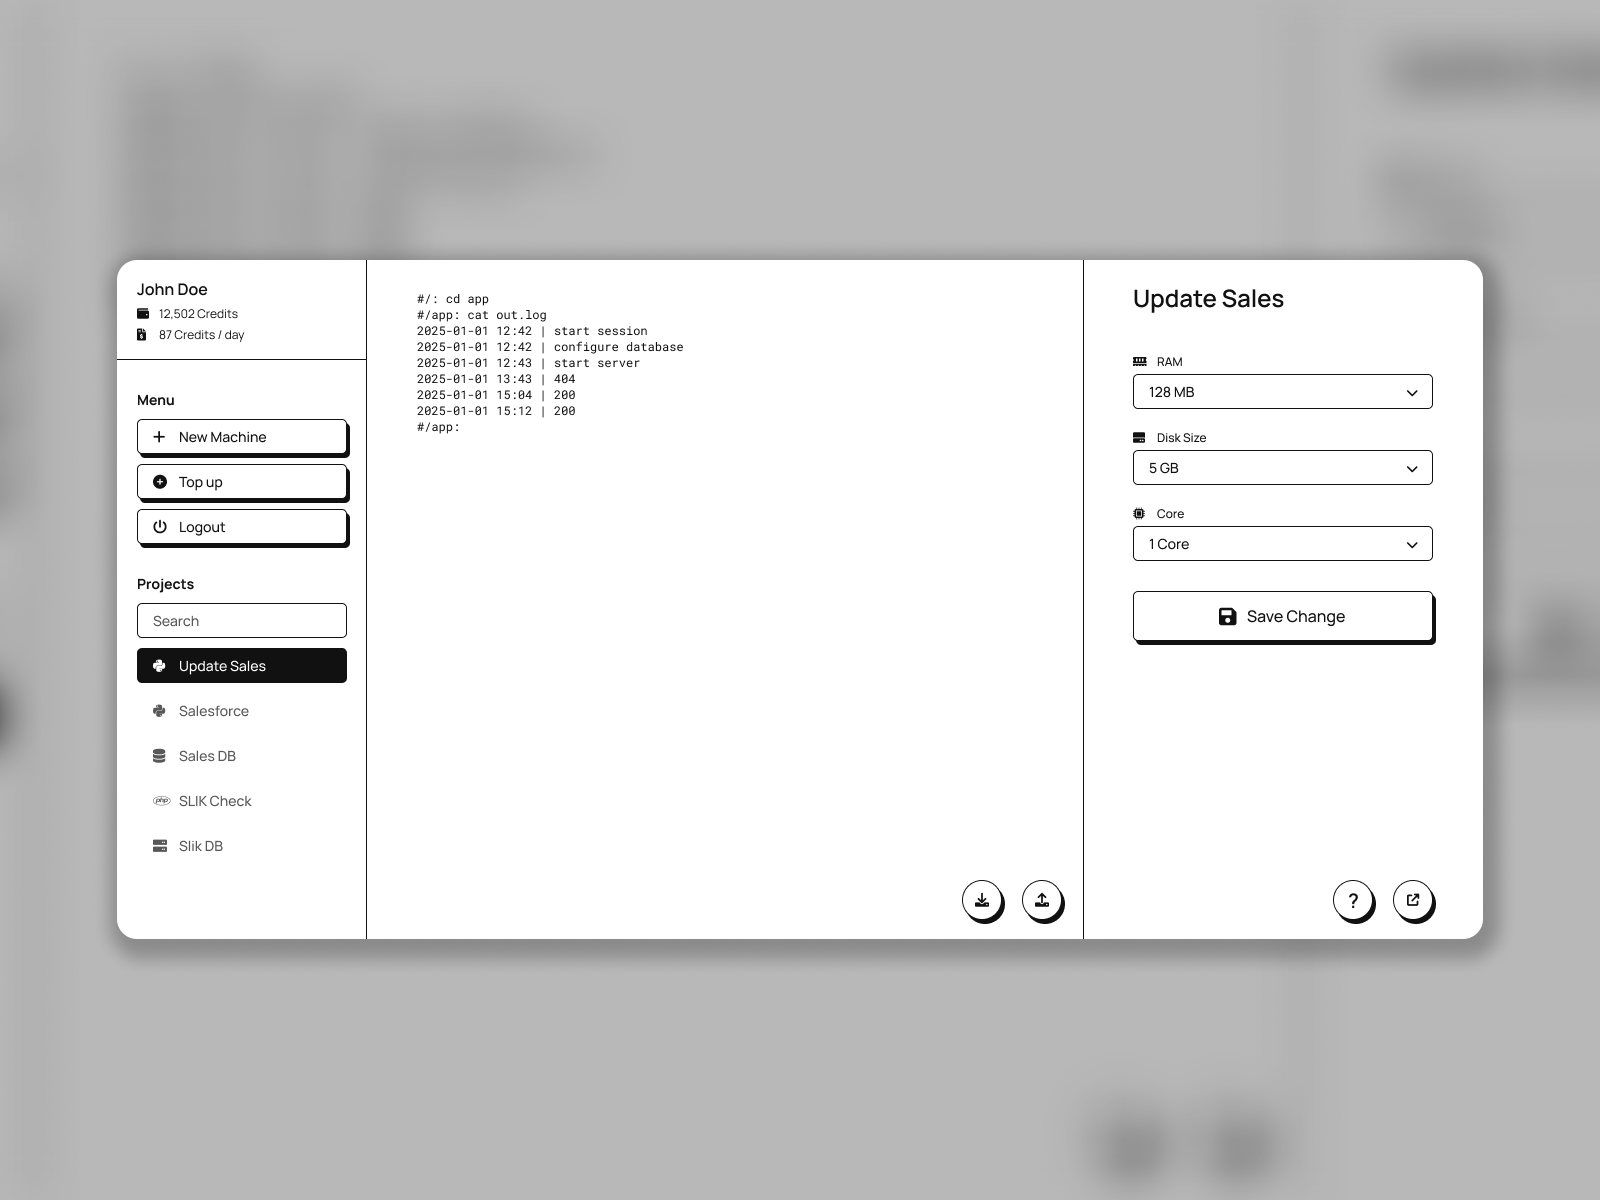 John Doe
12,502 Credits
87 Credits / day
Menu
New Machine
Top up
Logout
Projects
Search
Update Sales
Salesforce
Sales DB
php SLIK Check
Slik DB
#/: cd app
#/app: cat out.log
2025-01-01 12:42 | start session
2025-01-01 12:42 | configure database
2025-01-01 12:43 | start server
2025-01-01 13:43 | 404
2025-01-01 15:04 | 200
2025-01-01 15:12 | 200
#/app:
Update Sales
RAM
128 MB
Disk Size
5 GB
Core
1 Core
Save Change
?